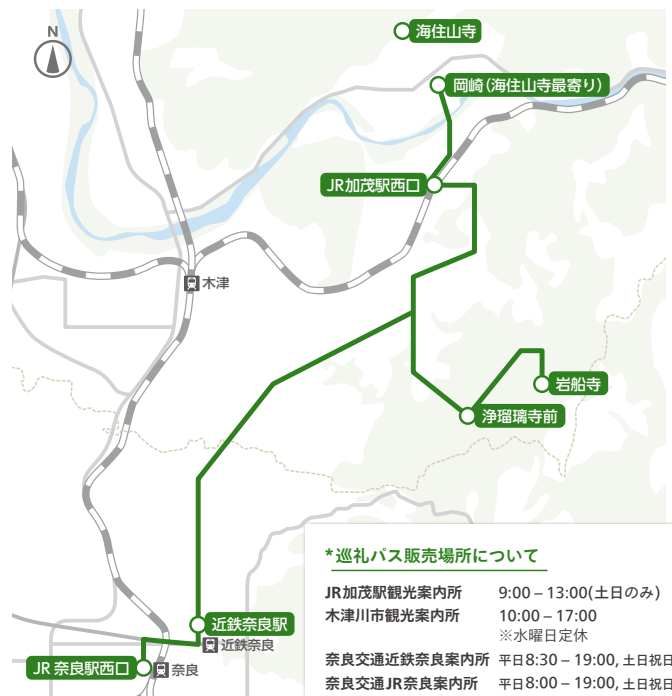 N
海住山寺
岡崎(海住山寺最寄り)
JR加茂駅西口
木津
岩船寺
浄瑠璃寺前
*巡礼パス販売場所について
JR加茂駅観光案内所 9:00 – 13:00(土日のみ)
木津川市観光案内所 10:00 – 17:00
※水曜日定休
近鉄奈良駅
近鉄奈良
奈良交通近鉄奈良案内所 平日8:30 – 19:00, 土日祝日
JR 奈良駅西口
奈良
奈良交通JR奈良案内所 平日8:00 – 19:00, 土日祝日